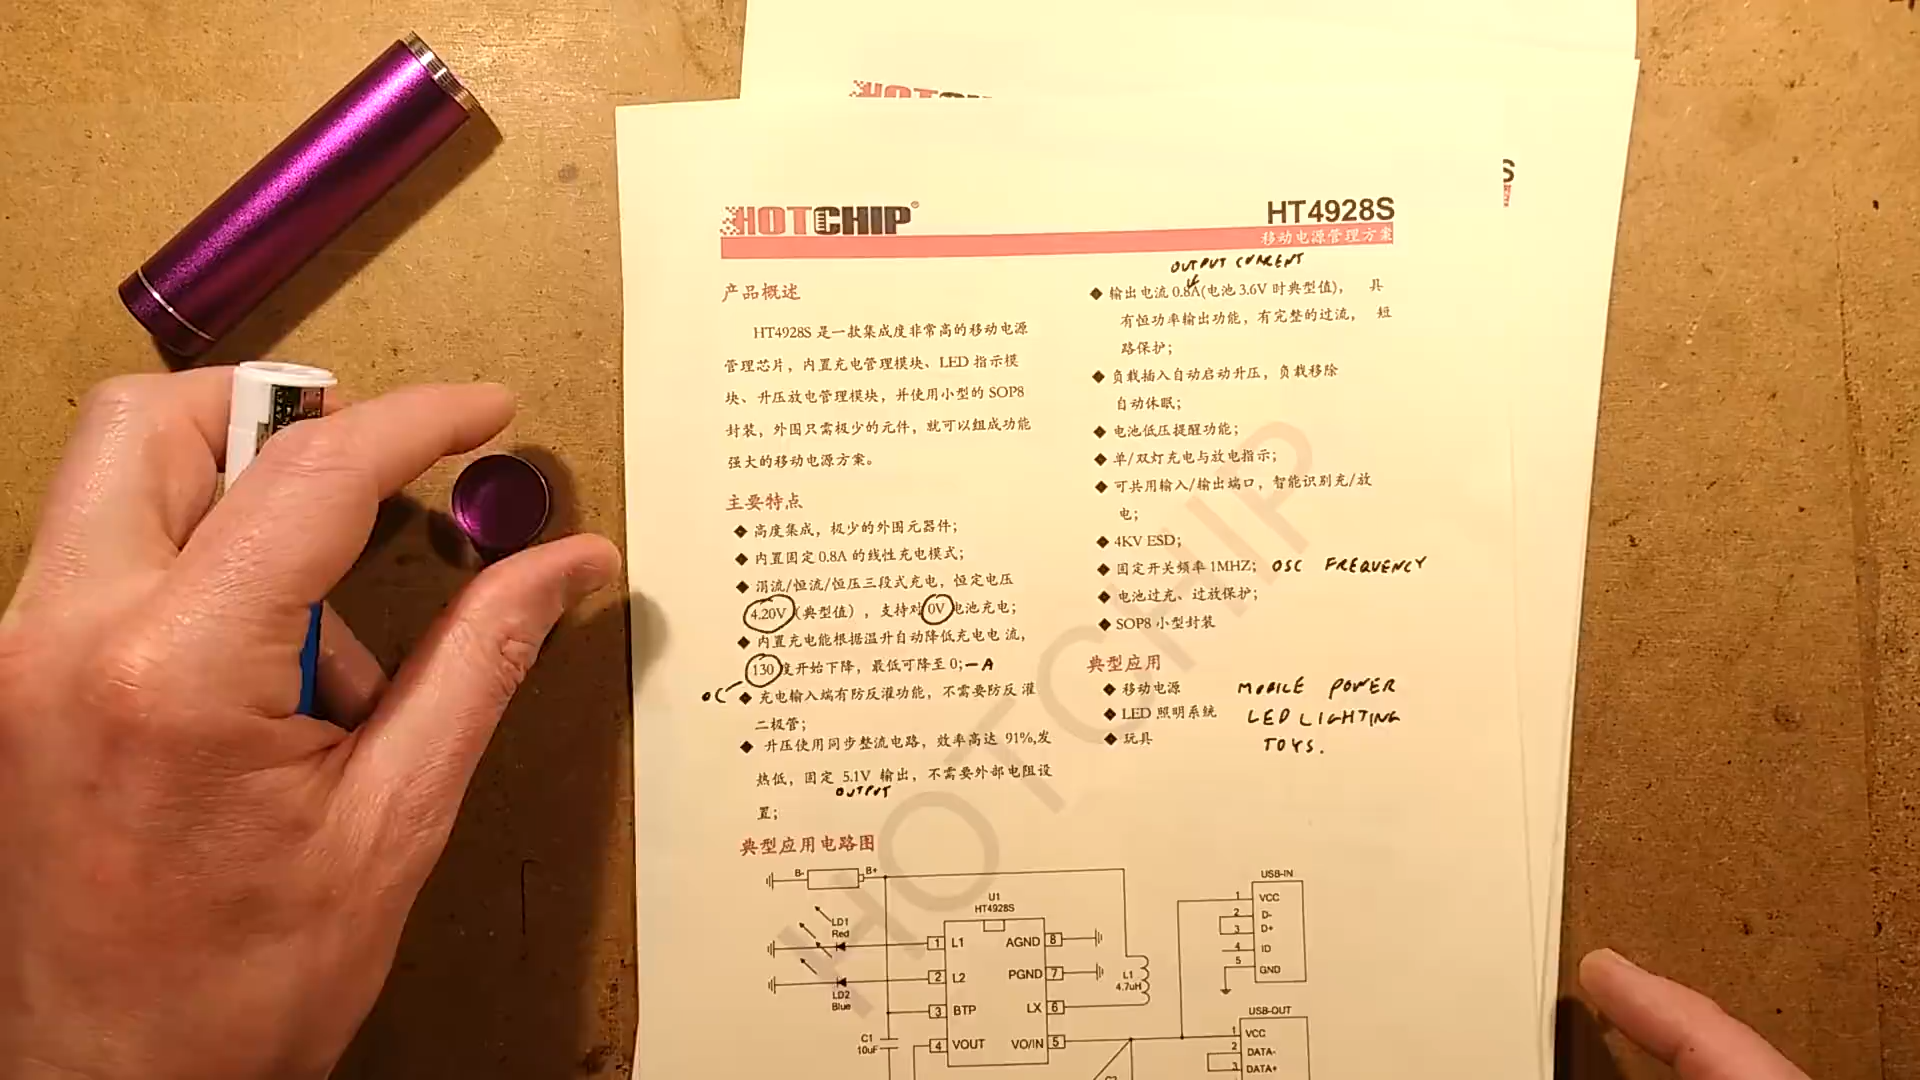 HOTCHIP®
HT4928S
移动电源管理方案
产品概述
HT4928S 是一款集成度非常高的移动电源
管理芯片，内置充电管理模块、LED 指示模
块、升压放电管理模块，并使用小型的 SOP8
封装，外围只需极少的元件，就可以组成功能
强大的移动电源方案。
主要特点
◆ 高度集成，极少的外围元器件；
◆ 内置固定 0.8A 的线性充电模式；
◆ 涓流/恒流/恒压三段式充电，恒定电压
4.20V（典型值），支持对 0V 电池充电；
◆ 内置充电能根据温升自动降低充电电 流，
130 度开始下降，最低可降至 0；—A
°C
◆ 充电输入端有防反灌功能，不需要防反 灌
二极管；
◆ 升压使用同步整流电路，效率高达 91%,发
热低，固定 5.1V 输出，不需要外部电阻设
OUTPUT
置；
OUTPUT CURRENT
◆ 输出电流 0.8A(电池 3.6V 时典型值)， 具
有恒功率输出功能，有完整的过流， 短
路保护；
◆ 负载插入自动启动升压，负载移除
自动休眠；
◆ 电池低压提醒功能；
◆ 单/双灯充电与放电指示；
◆ 可共用输入/输出端口，智能识别充/放
电；
◆ 4KV ESD；
◆ 固定开关频率 1MHZ； OSC FREQUENCY
◆ 电池过充、过放保护；
◆ SOP8 小型封装
典型应用
◆ 移动电源 MOBILE POWER
◆ LED 照明系统 LED LIGHTING
◆ 玩具 TOYS.
典型应用电路图
B- B+
LD1
Red
LD2
Blue
C1
10uF
U1
HT4928S
1 L1 AGND 8
2 L2 PGND 7
3 BTP LX 6
4 VOUT VO/IN 5
L1
4.7uH
USB-IN
1 VCC
2 D-
3 D+
4 ID
5 GND
USB-OUT
1 VCC
2 DATA-
3 DATA+
HOTCHIP